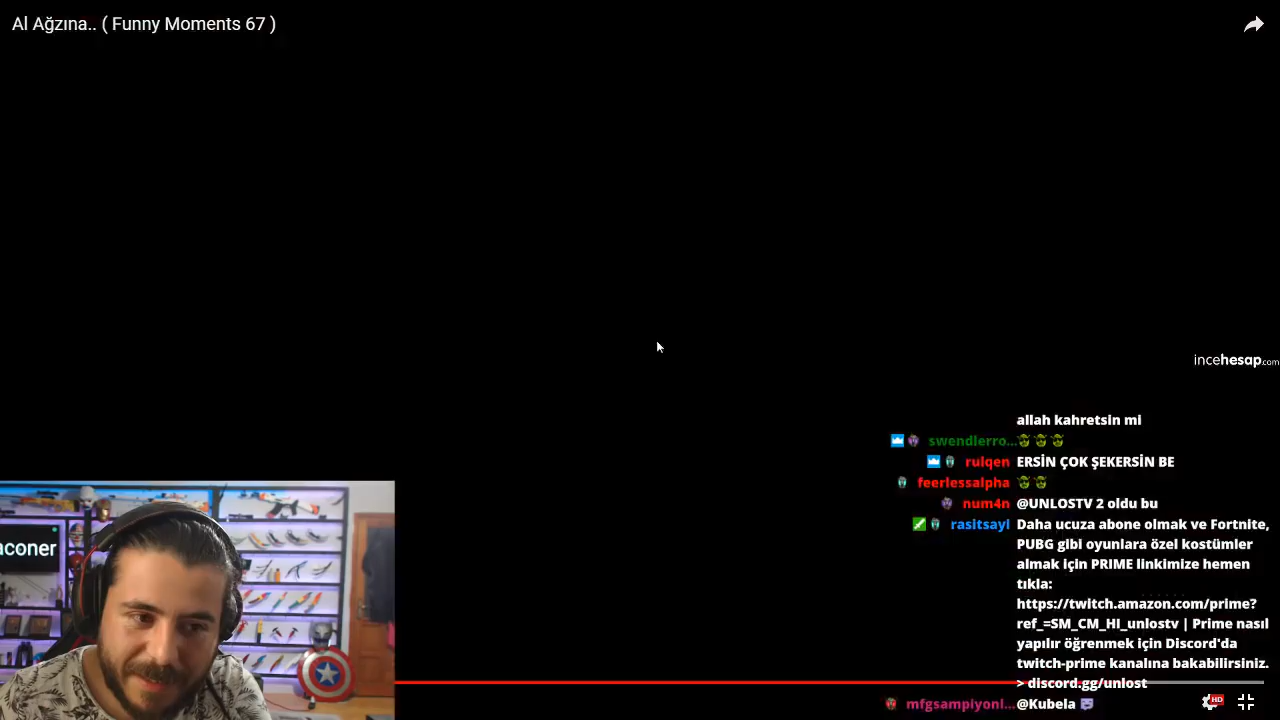 Al Ağzına.. ( Funny Moments 67 )
incehesap.com
allah kahretsin mi
swendlerro...
rulqen ERSİN ÇOK ŞEKERSİN BE
feerlessalpha
num4n @UNLOSTV 2 oldu bu
rasitsayl Daha ucuza abone olmak ve Fortnite,
PUBG gibi oyunlara özel kostümler
almak için PRIME linkimize hemen
tıkla:
https://twitch.amazon.com/prime?
ref_=SM_CM_HI_unlostv | Prime nasıl
yapılır öğrenmek için Discord'da
twitch-prime kanalına bakabilirsiniz.
> discord.gg/unlost
mfgsampiyonl... @Kubela
HD
aconer